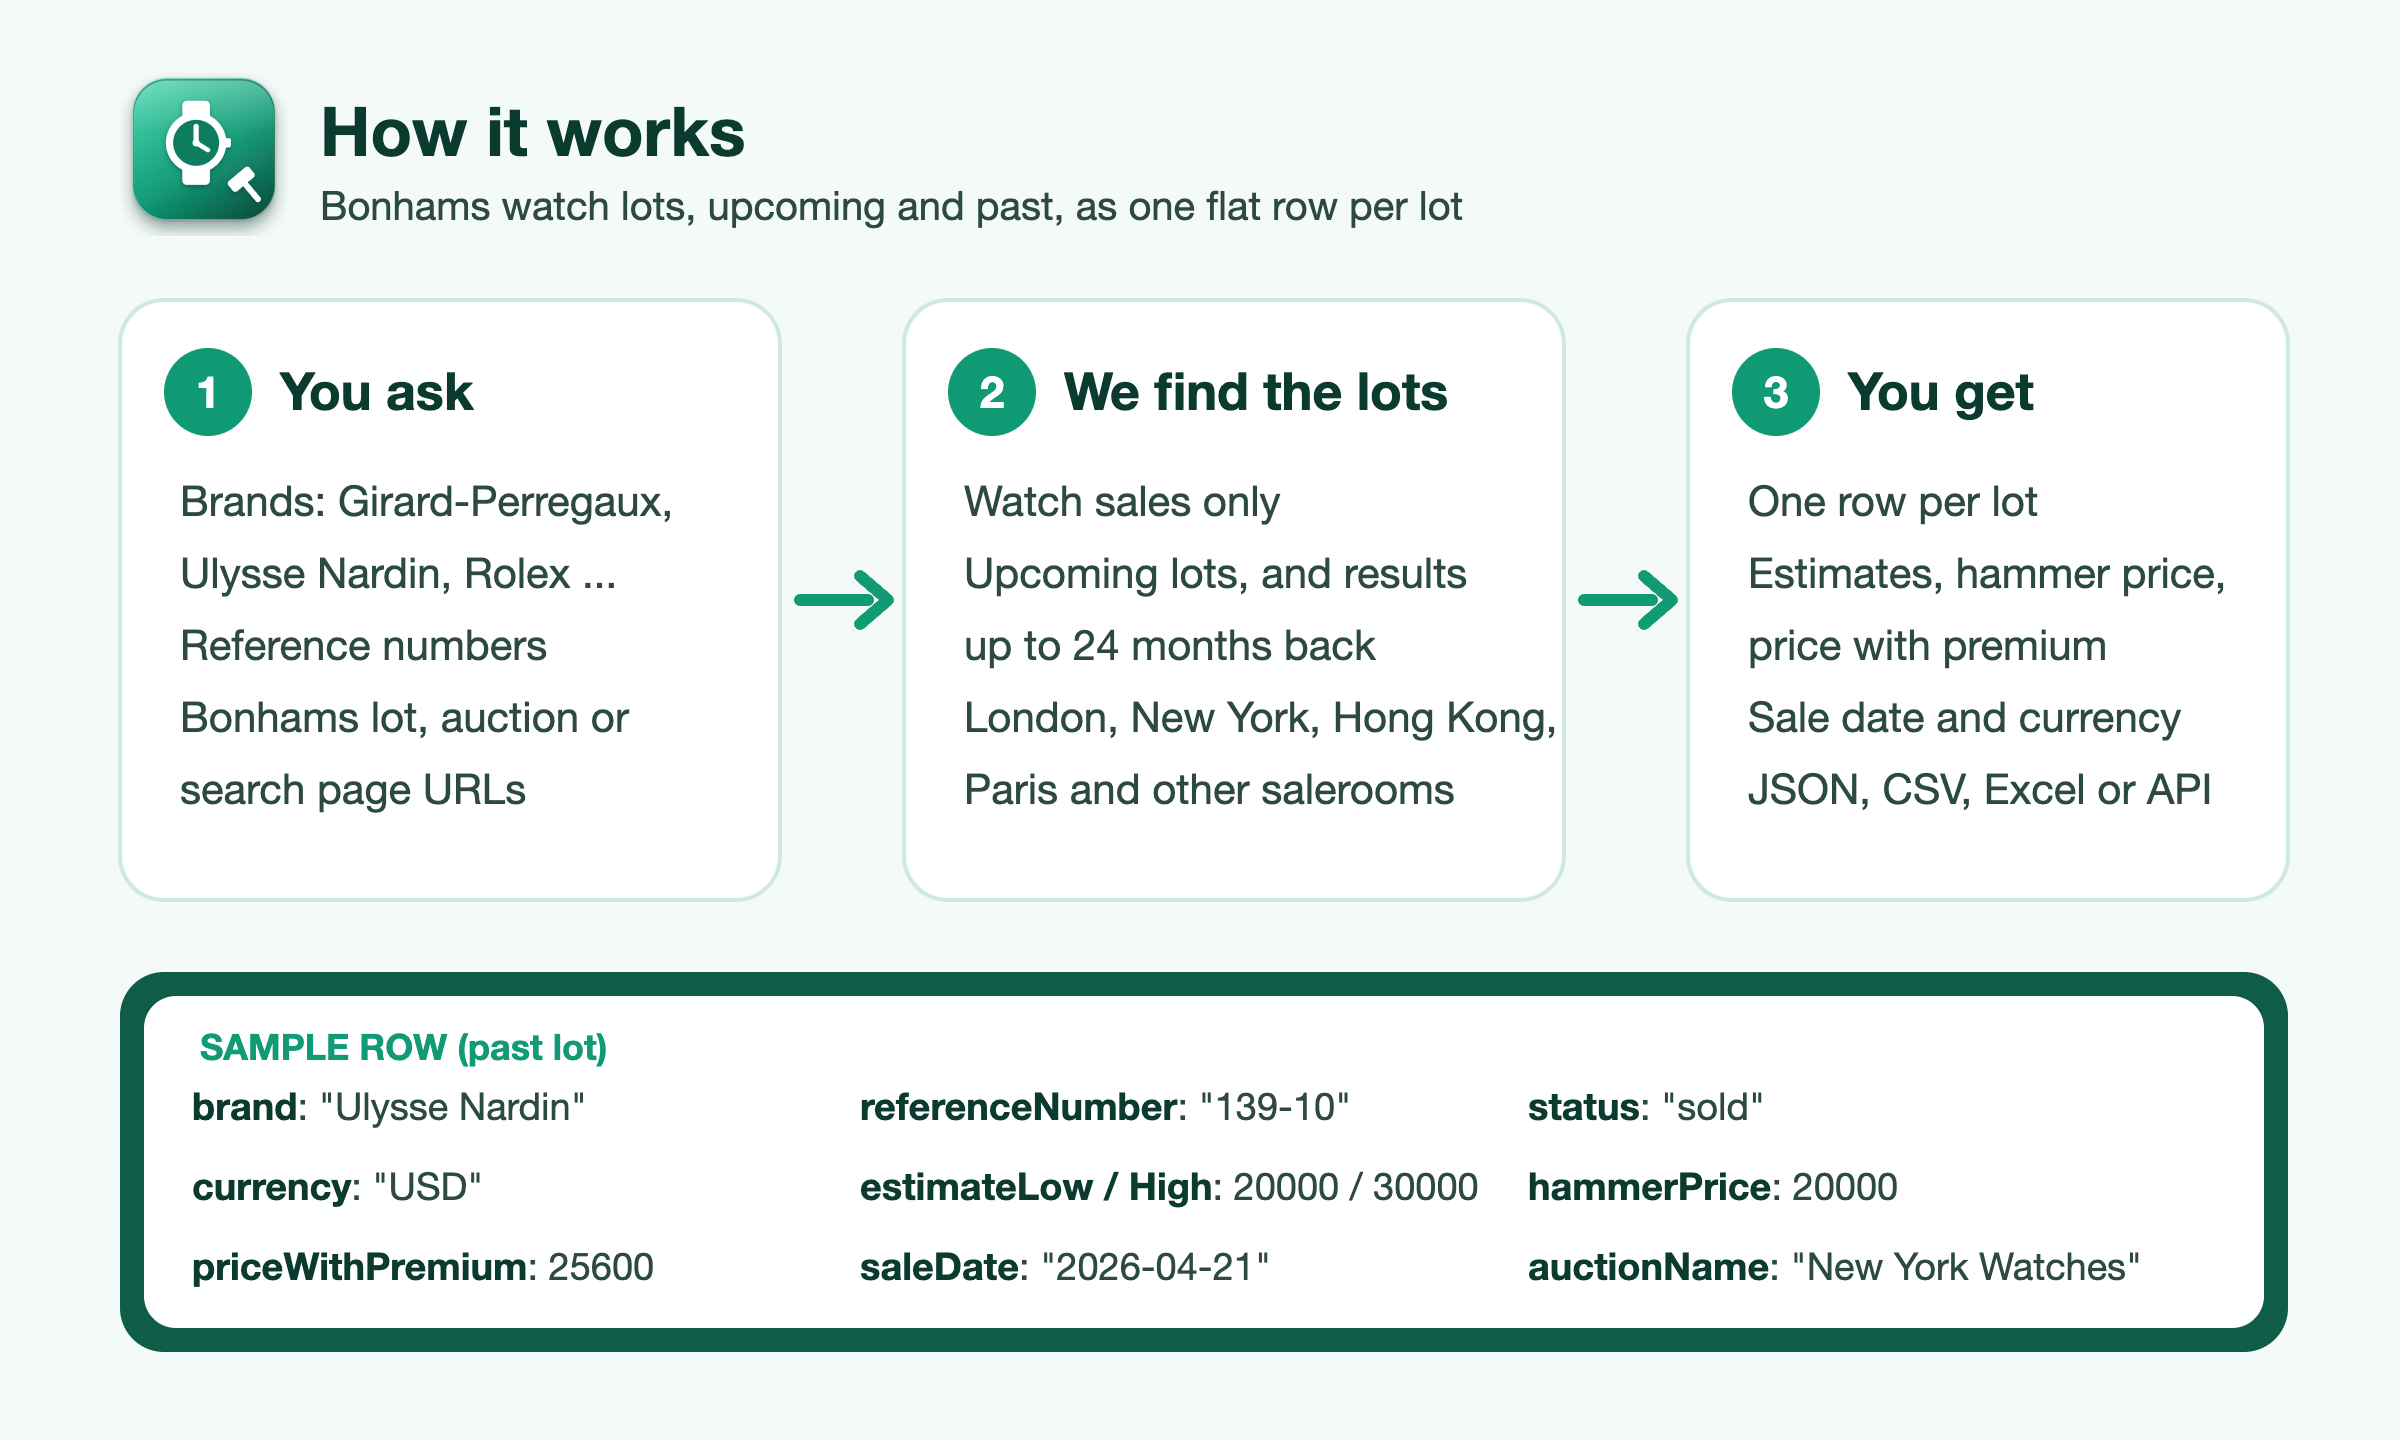 How it works
Bonhams watch lots, upcoming and past, as one flat row per lot
1 You ask
Brands: Girard-Perregaux,
Ulysse Nardin, Rolex ...
Reference numbers
Bonhams lot, auction or
search page URLs
2 We find the lots
Watch sales only
Upcoming lots, and results
up to 24 months back
London, New York, Hong Kong,
Paris and other salerooms
3 You get
One row per lot
Estimates, hammer price,
price with premium
Sale date and currency
JSON, CSV, Excel or API
SAMPLE ROW (past lot)
brand: "Ulysse Nardin"
referenceNumber: "139-10"
status: "sold"
currency: "USD"
estimateLow / High: 20000 / 30000
hammerPrice: 20000
priceWithPremium: 25600
saleDate: "2026-04-21"
auctionName: "New York Watches"